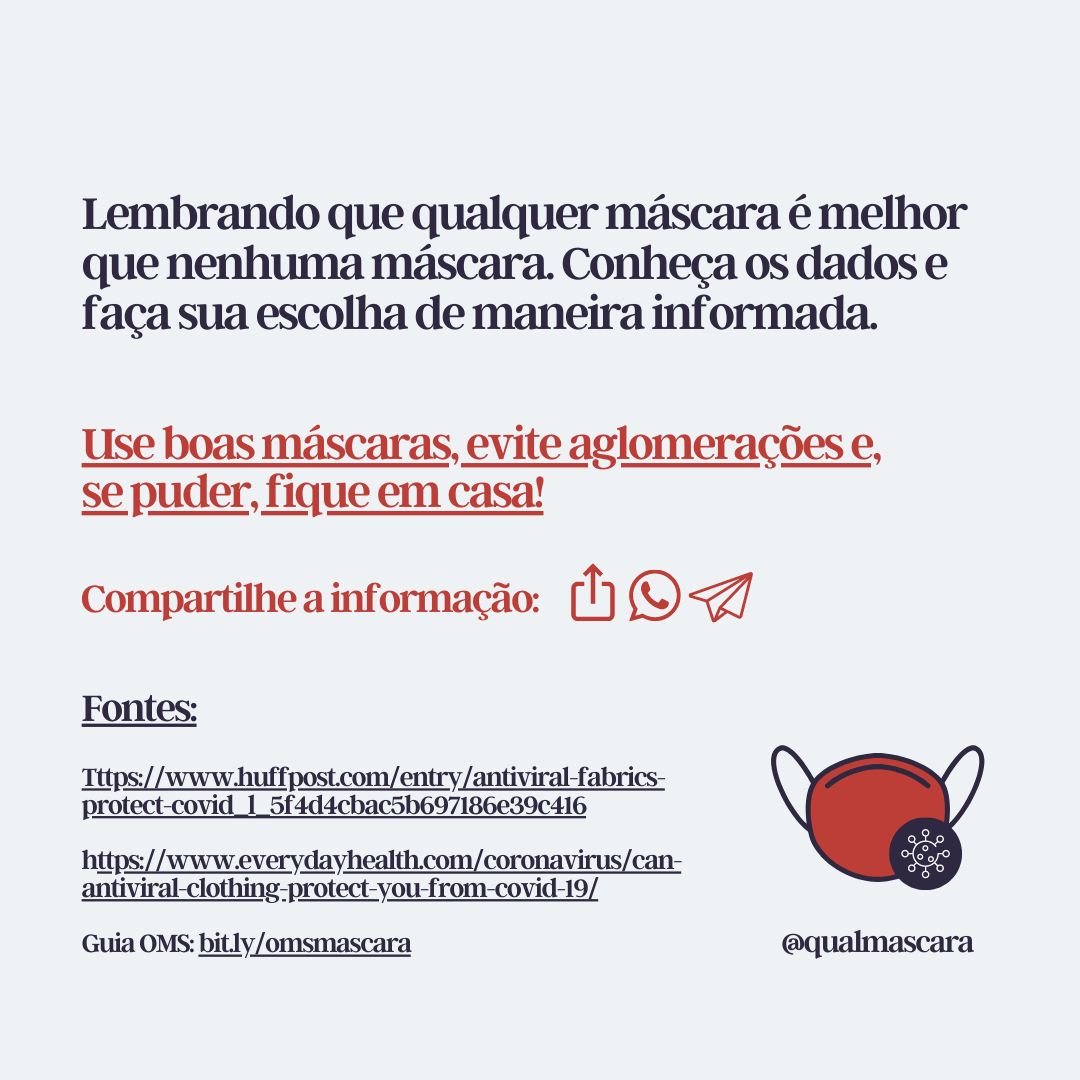 Lembrando que qualquer máscara é melhor
que nenhuma máscara. Conheça os dados e
faça sua escolha de maneira informada.
Use boas máscaras, evite aglomerações e,
se puder, fique em casa!
Compartilhe a informação:
Fontes:
Tttps://www.huffpost.com/entry/antiviral-fabrics-
protect-covid_l_5f4d4cbac5b697186e39c416
https://www.everydayhealth.com/coronavirus/can-
antiviral-clothing-protect-you-from-covid-19/
Guia OMS: bit.ly/omsmascara
@qualmascara